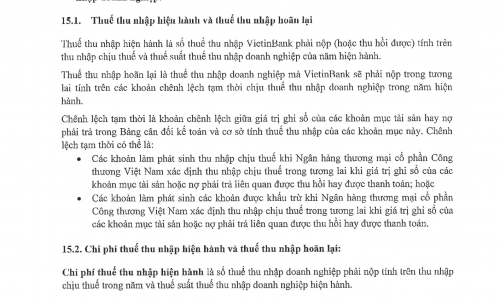 15.1. Thuế thu nhập hiện hành và thuế thu nhập hoãn lại
Thuế thu nhập hiện hành là số thuế thu nhập VietinBank phải nộp (hoặc thu hồi được) tính trên
thu nhập chịu thuế và thuế suất thuế thu nhập doanh nghiệp của năm hiện hành.
Thuế thu nhập hoãn lại là thuế thu nhập doanh nghiệp mà VietinBank sẽ phải nộp trong tương
lai tính trên các khoản chênh lệch tạm thời chịu thuế thu nhập doanh nghiệp trong năm hiện
hành.
Chênh lệch tạm thời là khoản chênh lệch giữa giá trị ghi sổ của các khoản mục tài sản hay nợ
phải trả trong Bảng cân đối kế toán và cơ sở tính thuế thu nhập của các khoản mục này. Chênh
lệch tạm thời có thể là:
• Các khoản làm phát sinh thu nhập chịu thuế khi Ngân hàng thương mại cổ phần Công
thương Việt Nam xác định thu nhập chịu thuế trong tương lai khi giá trị ghi sổ của các
khoản mục tài sản hoặc nợ phải trả liên quan được thu hồi hay được thanh toán; hoặc
• Các khoản làm phát sinh các khoản được khấu trừ khi Ngân hàng thương mại cổ phần
Công thương Việt Nam xác định thu nhập chịu thuế trong tương lai khi giá trị ghi sổ của
các khoản mục tài sản hoặc nợ phải trả liên quan được thu hồi hay được thanh toán.
15.2. Chi phí thuế thu nhập hiện hành và thuế thu nhập hoãn lại:
Chi phí thuế thu nhập hiện hành là số thuế thu nhập doanh nghiệp phải nộp tính trên thu nhập
chịu thuế trong năm và thuế suất thuế thu nhập doanh nghiệp năm hiện hành.